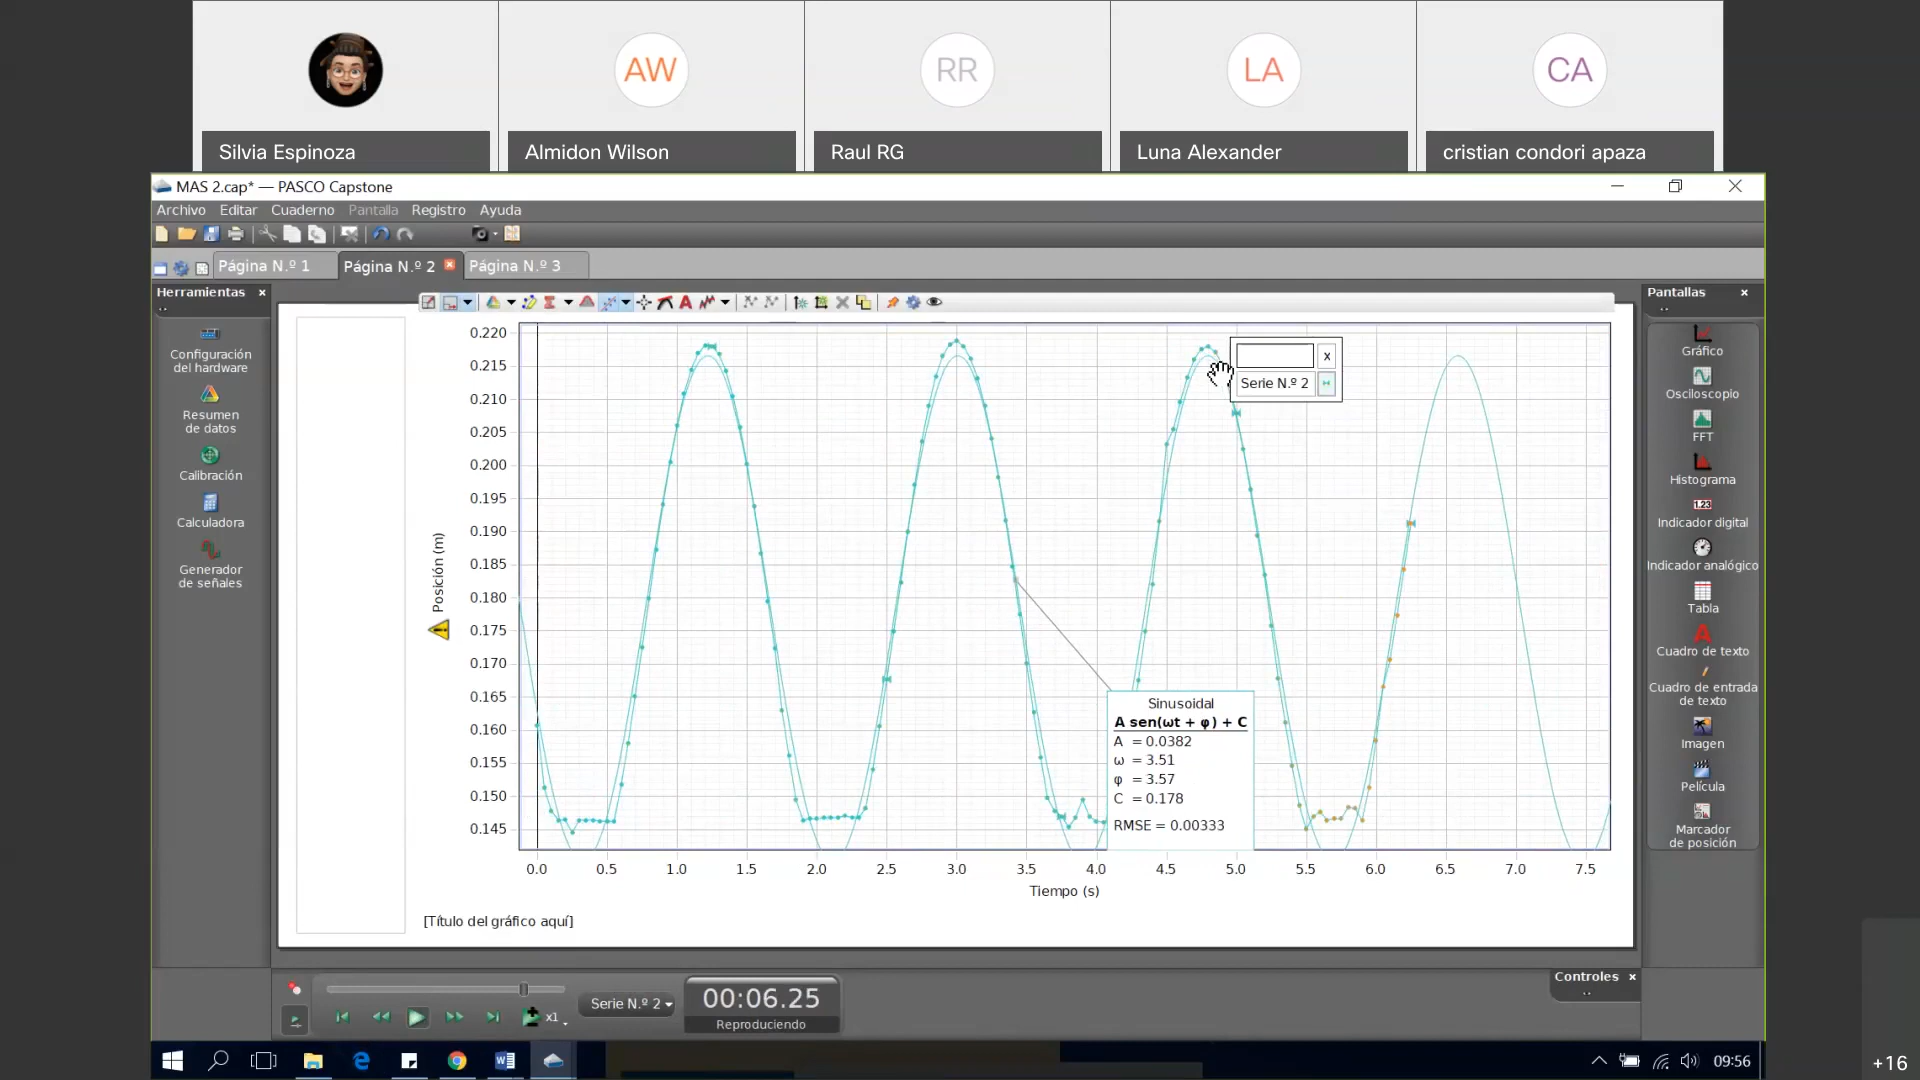 AW
RR
LA
CA
Silvia Espinoza
Almidon Wilson
Raul RG
Luna Alexander
cristian condori apaza
MAS 2.cap* — PASCO Capstone
Archivo Editar Cuaderno Pantalla Registro Ayuda
Página N.º 1
Página N.º 2
Página N.º 3
Herramientas
Configuración
del hardware
Resumen
de datos
Calibración
Calculadora
Generador
de señales
Posición (m)
0.220
0.215
0.210
0.205
0.200
0.195
0.190
0.185
0.180
0.175
0.170
0.165
0.160
0.155
0.150
0.145
x
Serie N.º 2
Sinusoidal
A sen(ωt + φ) + C
A = 0.0382
ω = 3.51
φ = 3.57
C = 0.178
RMSE = 0.00333
0.0 0.5 1.0 1.5 2.0 2.5 3.0 3.5 4.0 4.5 5.0 5.5 6.0 6.5 7.0 7.5
Tiempo (s)
[Título del gráfico aquí]
Pantallas
Gráfico
Osciloscopio
FFT
Histograma
1.23
Indicador digital
Indicador analógico
Tabla
A
Cuadro de texto
Cuadro de entrada
de texto
Imagen
Película
Marcador
de posición
Controles
x1
Serie N.º 2
00:06.25
Reproduciendo
09:56
+16